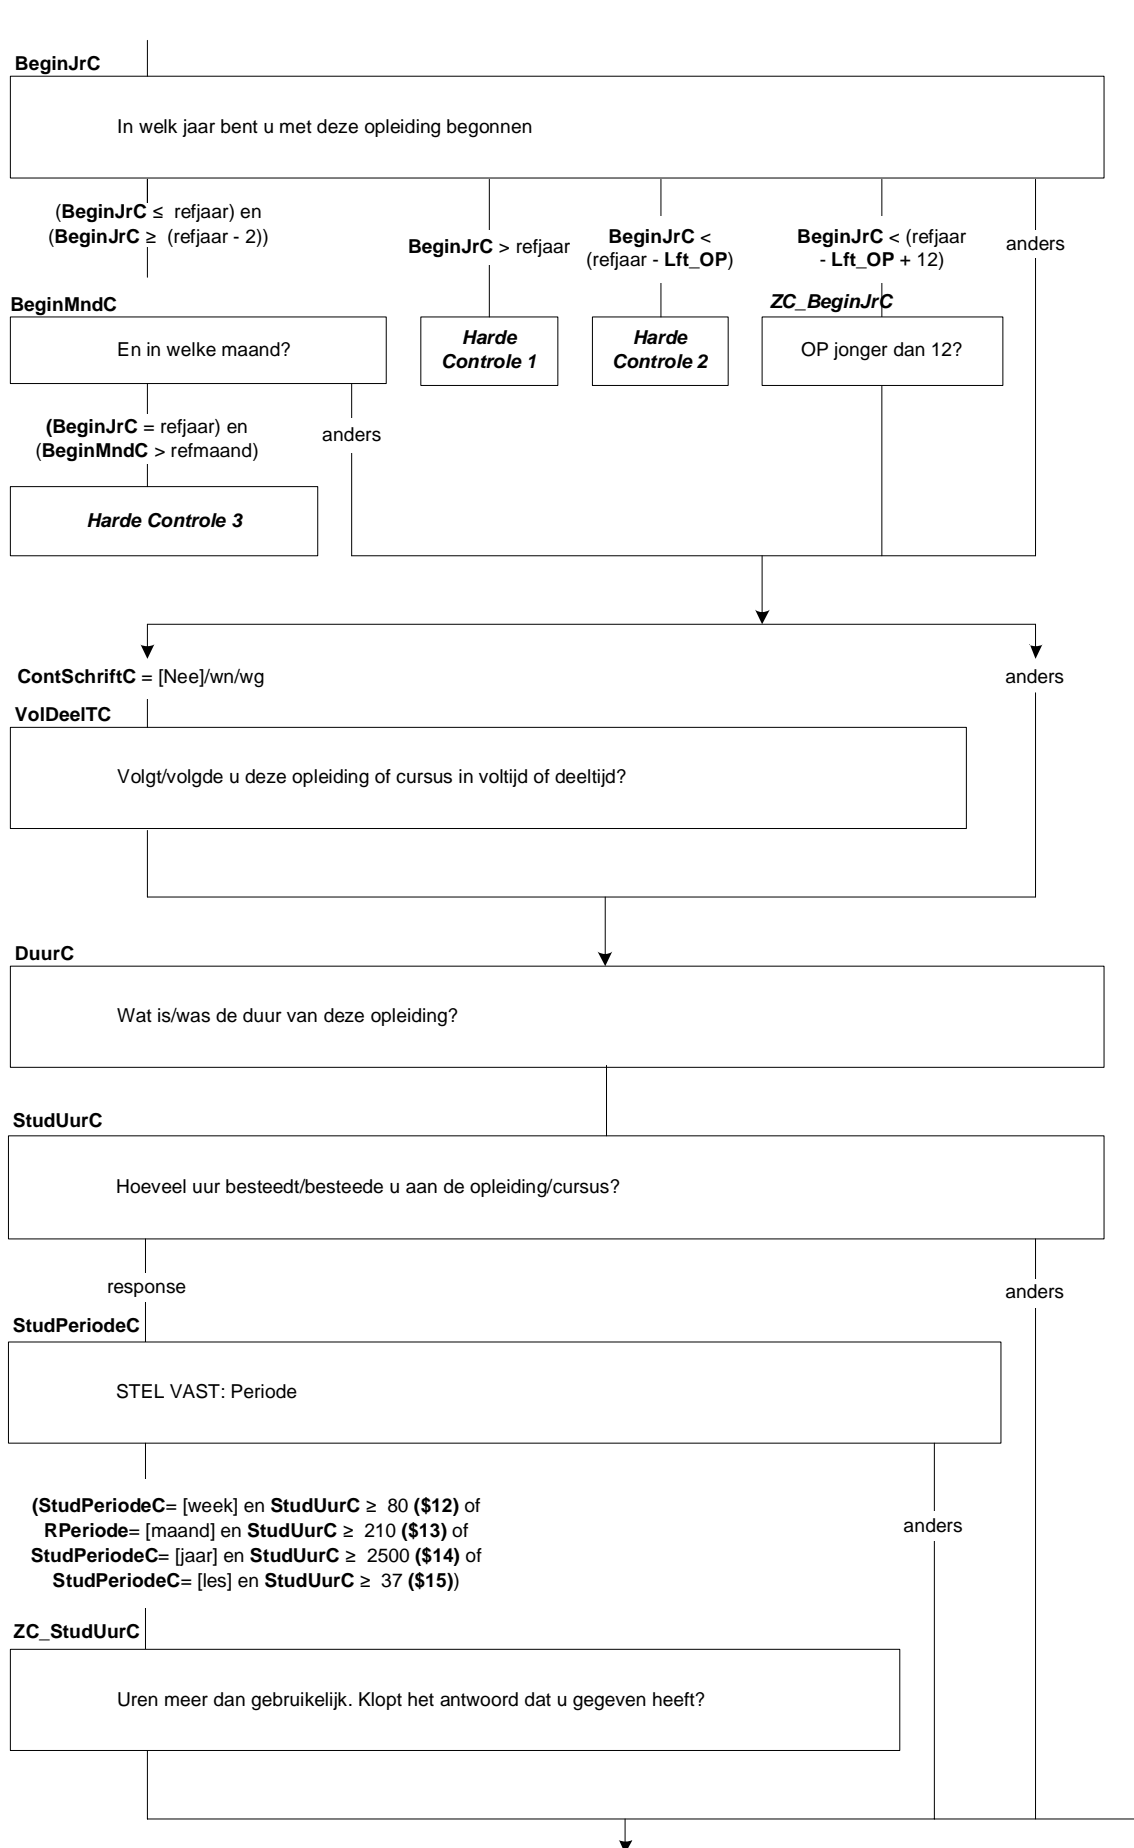 BeginJrC
In welk jaar bent u met deze opleiding begonnen
(BeginJrC ≤ refjaar) en
(BeginJrC ≥ (refjaar - 2))
BeginJrC > refjaar
BeginJrC <
(refjaar - Lft_OP)
BeginJrC < (refjaar
- Lft_OP + 12)
anders
BeginMndC
En in welke maand?
Harde
Controle 1
Harde
Controle 2
ZC_BeginJrC
OP jonger dan 12?
(BeginJrC = refjaar) en
(BeginMndC > refmaand)
anders
Harde Controle 3
ContSchriftC = [Nee]/wn/wg
anders
VolDeelTC
Volgt/volgde u deze opleiding of cursus in voltijd of deeltijd?
DuurC
Wat is/was de duur van deze opleiding?
StudUurC
Hoeveel uur besteedt/besteede u aan de opleiding/cursus?
response
anders
StudPeriodeC
STEL VAST: Periode
(StudPeriodeC= [week] en StudUurC ≥ 80 ($12) of
RPeriode= [maand] en StudUurC ≥ 210 ($13) of
StudPeriodeC= [jaar] en StudUurC ≥ 2500 ($14) of
StudPeriodeC= [les] en StudUurC ≥ 37 ($15))
anders
ZC_StudUurC
Uren meer dan gebruikelijk. Klopt het antwoord dat u gegeven heeft?